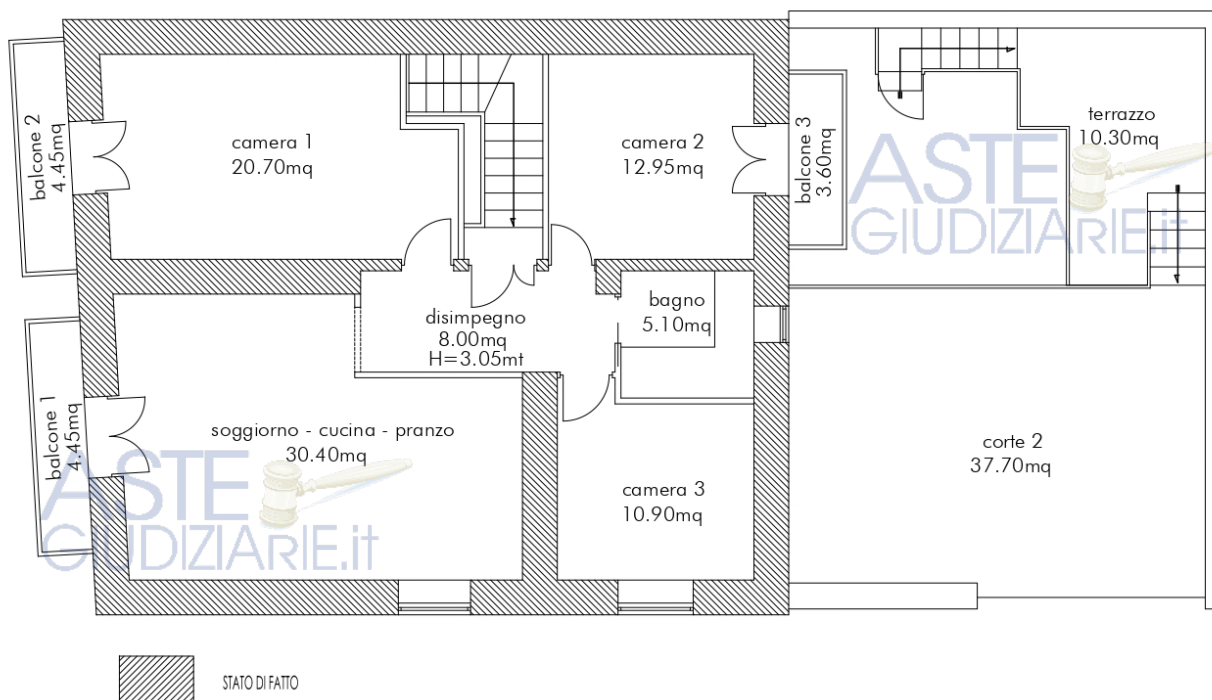 balcone 2
4.45mq
camera 1
20.70mq
camera 2
12.95mq
balcone 3
3.60mq
terrazzo
10.30mq
ASTE
GIUDIZIARIE.it
disimpegno
8.00mq
H=3.05mt
bagno
5.10mq
balcone 1
4.45mq
soggiorno - cucina - pranzo
30.40mq
ASTE
GIUDIZIARIE.it
camera 3
10.90mq
corte 2
37.70mq
STATO DI FATTO